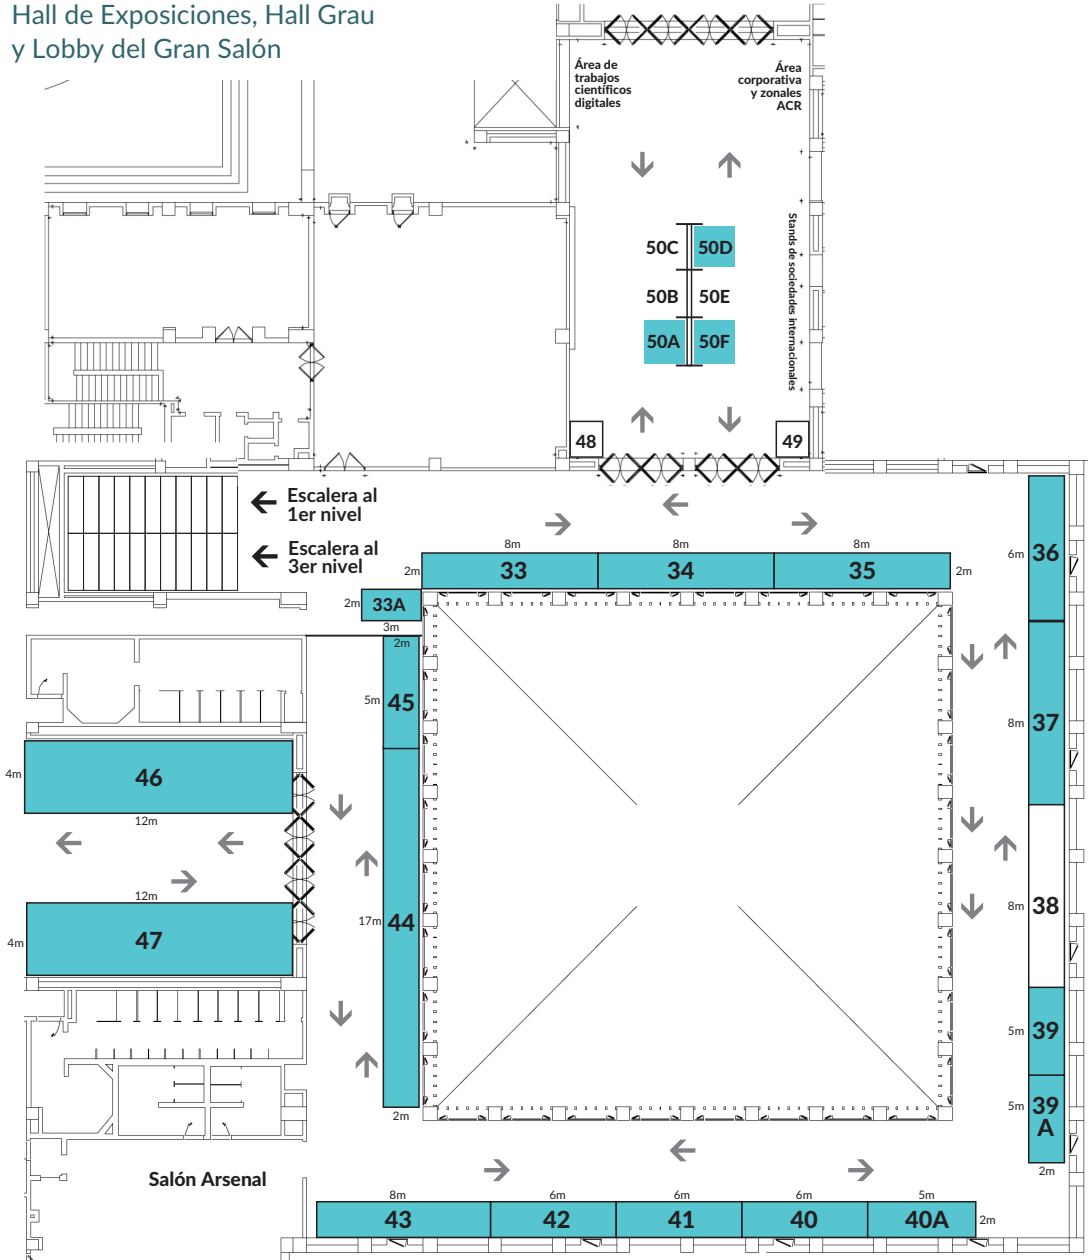 Hall de Exposiciones, Hall Grau
y Lobby del Gran Salón
Área de
trabajos
científicos
digitales
Área
corporativa
y zonales
ACR
Stands de sociedades internacionales
50C
50D
50B
50E
50A
50F
48
49
Escalera al
1er nivel
Escalera al
3er nivel
8m
8m
8m
2m
33
34
35
2m
6m
36
2m
33A
3m
2m
5m
45
8m
37
4m
46
12m
12m
4m
47
17m
44
2m
8m
38
5m
39
5m
39
A
2m
Salón Arsenal
8m
6m
6m
6m
5m
43
42
41
40
40A
2m